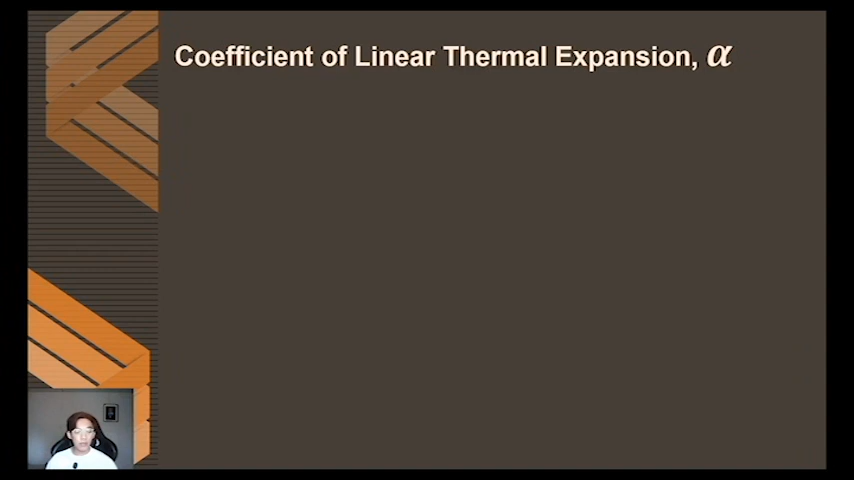 Coefficient of Linear Thermal Expansion, α